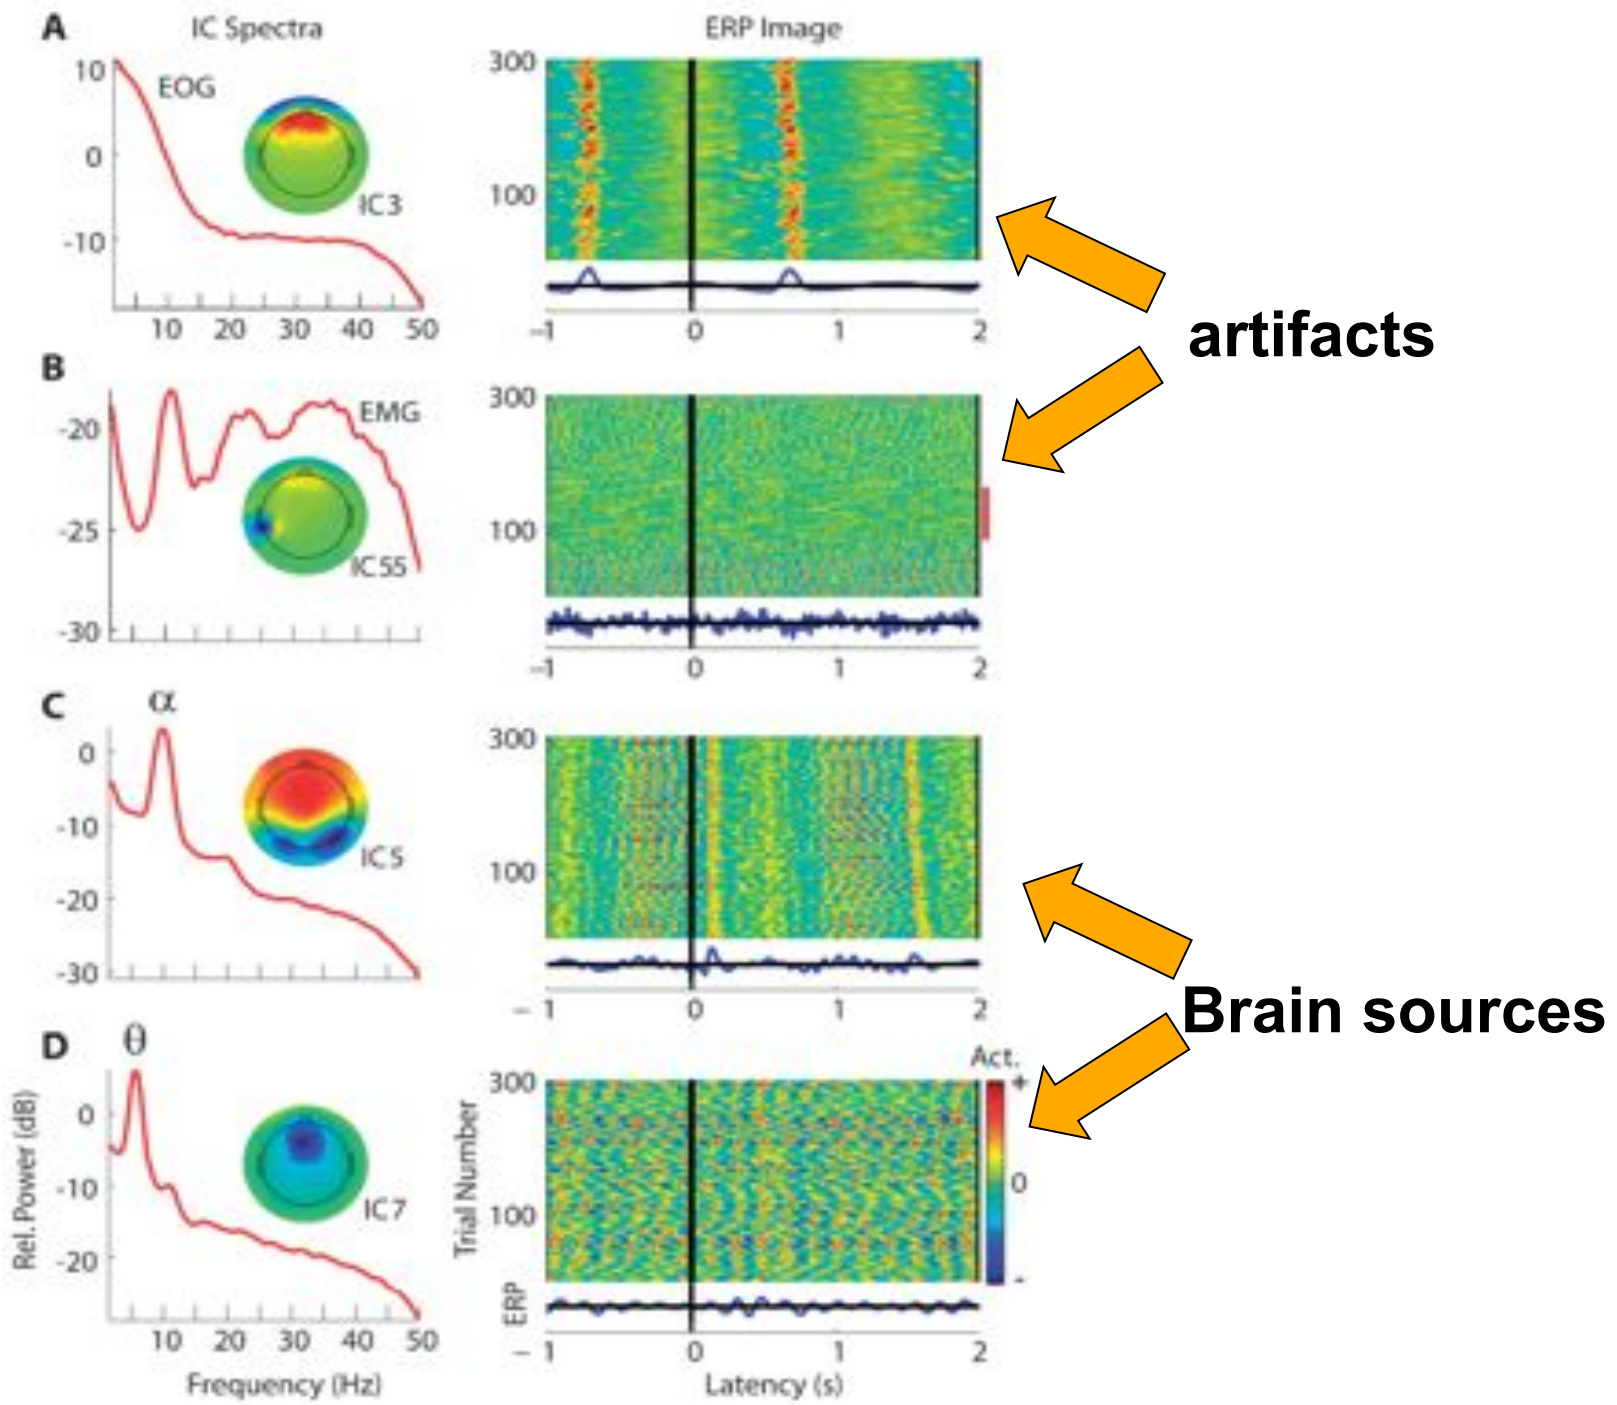 A IC Spectra ERP Image
10
0
-10
EOG
IC3
10 20 30 40 50
300
100
–1 0 1 2
artifacts
B
-20
-25
-30
EMG
IC55
300
100
–1 0 1 2
C α
0
-10
-20
-30
IC5
300
100
– 1 0 1 2
Brain sources
D θ
0
-10
-20
Rel. Power (dB)
IC7
10 20 30 40 50
Frequency (Hz)
300
100
Trial Number
ERP
Act.
+
0
-
– 1 0 1 2
Latency (s)